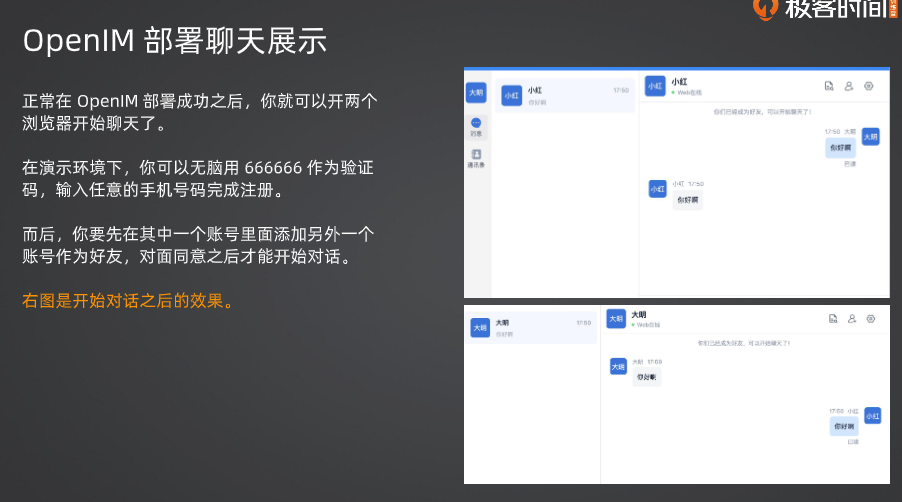 极客时间
OpenIM 部署聊天展示
正常在 OpenIM 部署成功之后，你就可以开两个
浏览器开始聊天了。
在演示环境下，你可以无脑用 666666 作为验证
码，输入任意的手机号码完成注册。
而后，你要先在其中一个账号里面添加另外一个
账号作为好友，对面同意之后才能开始对话。
右图是开始对话之后的效果。
大明
小红
小红
17:50
你好啊
消息
通讯录
小红
小红
Web在线
你们已经成为好友，可以开始聊天了！
17:50 大明
大明
你好啊
已读
小红
小红 17:50
你好啊
大明
大明
17:50
你好啊
大明
大明
Web在线
你们已经成为好友，可以开始聊天了！
大明
大明 17:50
你好啊
17:50 小红
小红
你好啊
已读